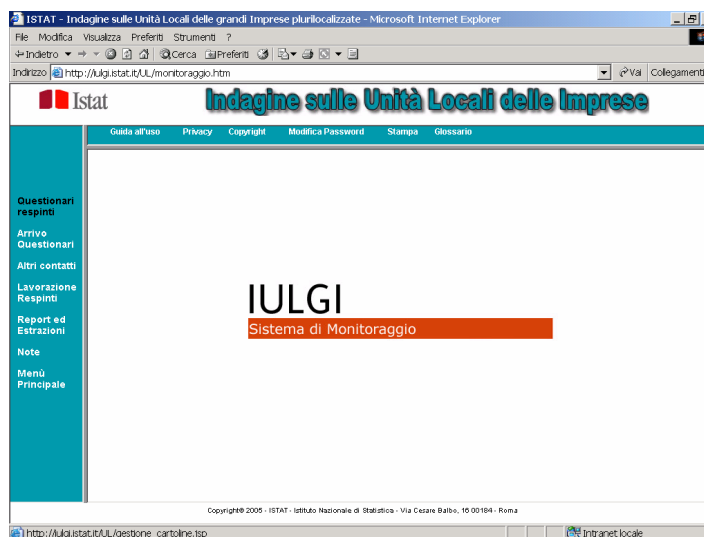 ISTAT - Indagine sulle Unità Locali delle grandi Imprese plurilocalizzate - Microsoft Internet Explorer
File Modifica Visualizza Preferiti Strumenti ?
Indietro Cerca Preferiti
Indirizzo http://iulgi.istat.it/UL/monitoraggio.htm Vai Collegamenti
Istat Indagine sulle Unità Locali delle Imprese
Guida all'uso Privacy Copyright Modifica Password Stampa Glossario
Questionari
respinti
Arrivo
Questionari
Altri contatti
Lavorazione
Respinti
Report ed
Estrazioni
Note
Menù
Principale
IULGI
Sistema di Monitoraggio
Copyright© 2005 - ISTAT - Istituto Nazionale di Statistica - Via Cesare Balbo, 16 00184 - Roma
http://iulgi.istat.it/UL/gestione_cartoline.jsp Intranet locale